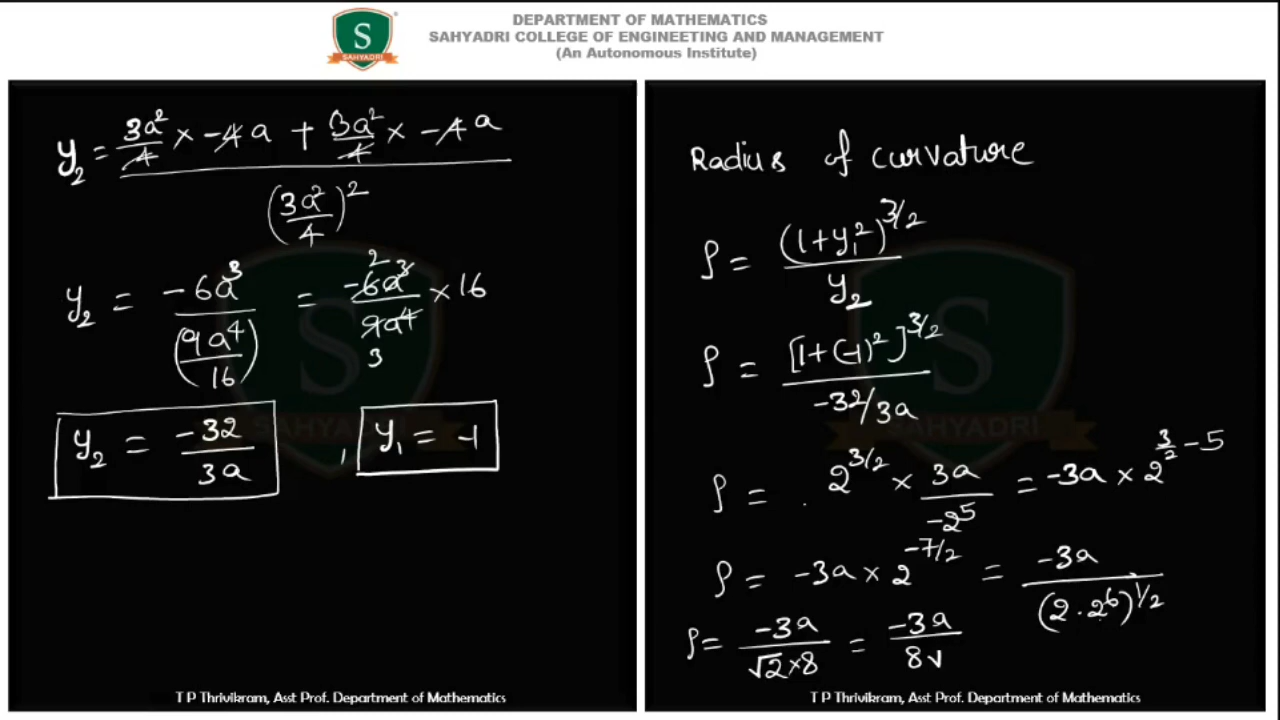 DEPARTMENT OF MATHEMATICS
SAHYADRI COLLEGE OF ENGINEETING AND MANAGEMENT
(An Autonomous Institute)
S
SAHYADRI
y₂ = (3a²/4 × -4a + 3a²/4 × -4a) / (3a²/4)²
y₂ = -6a³ / (9a⁴/16) = -6a³/9a⁴ × 16
2
3
y₂ = -32/3a , y₁ = -1
T P Thrivikram, Asst Prof. Department of Mathematics
Radius of curvature
ρ = (1+y₁²)^3/2 / y₂
ρ = [1+(-1)²]^3/2 / -32/3a
ρ = 2^3/2 × 3a/-2⁵ = -3a × 2^(3/2 -5)
ρ = -3a × 2^-7/2 = -3a / (2·2⁶)^1/2
ρ = -3a/√2×8 = -3a/8√
T P Thrivikram, Asst Prof. Department of Mathematics
S
SAHYADRI
S
SAHYADRI